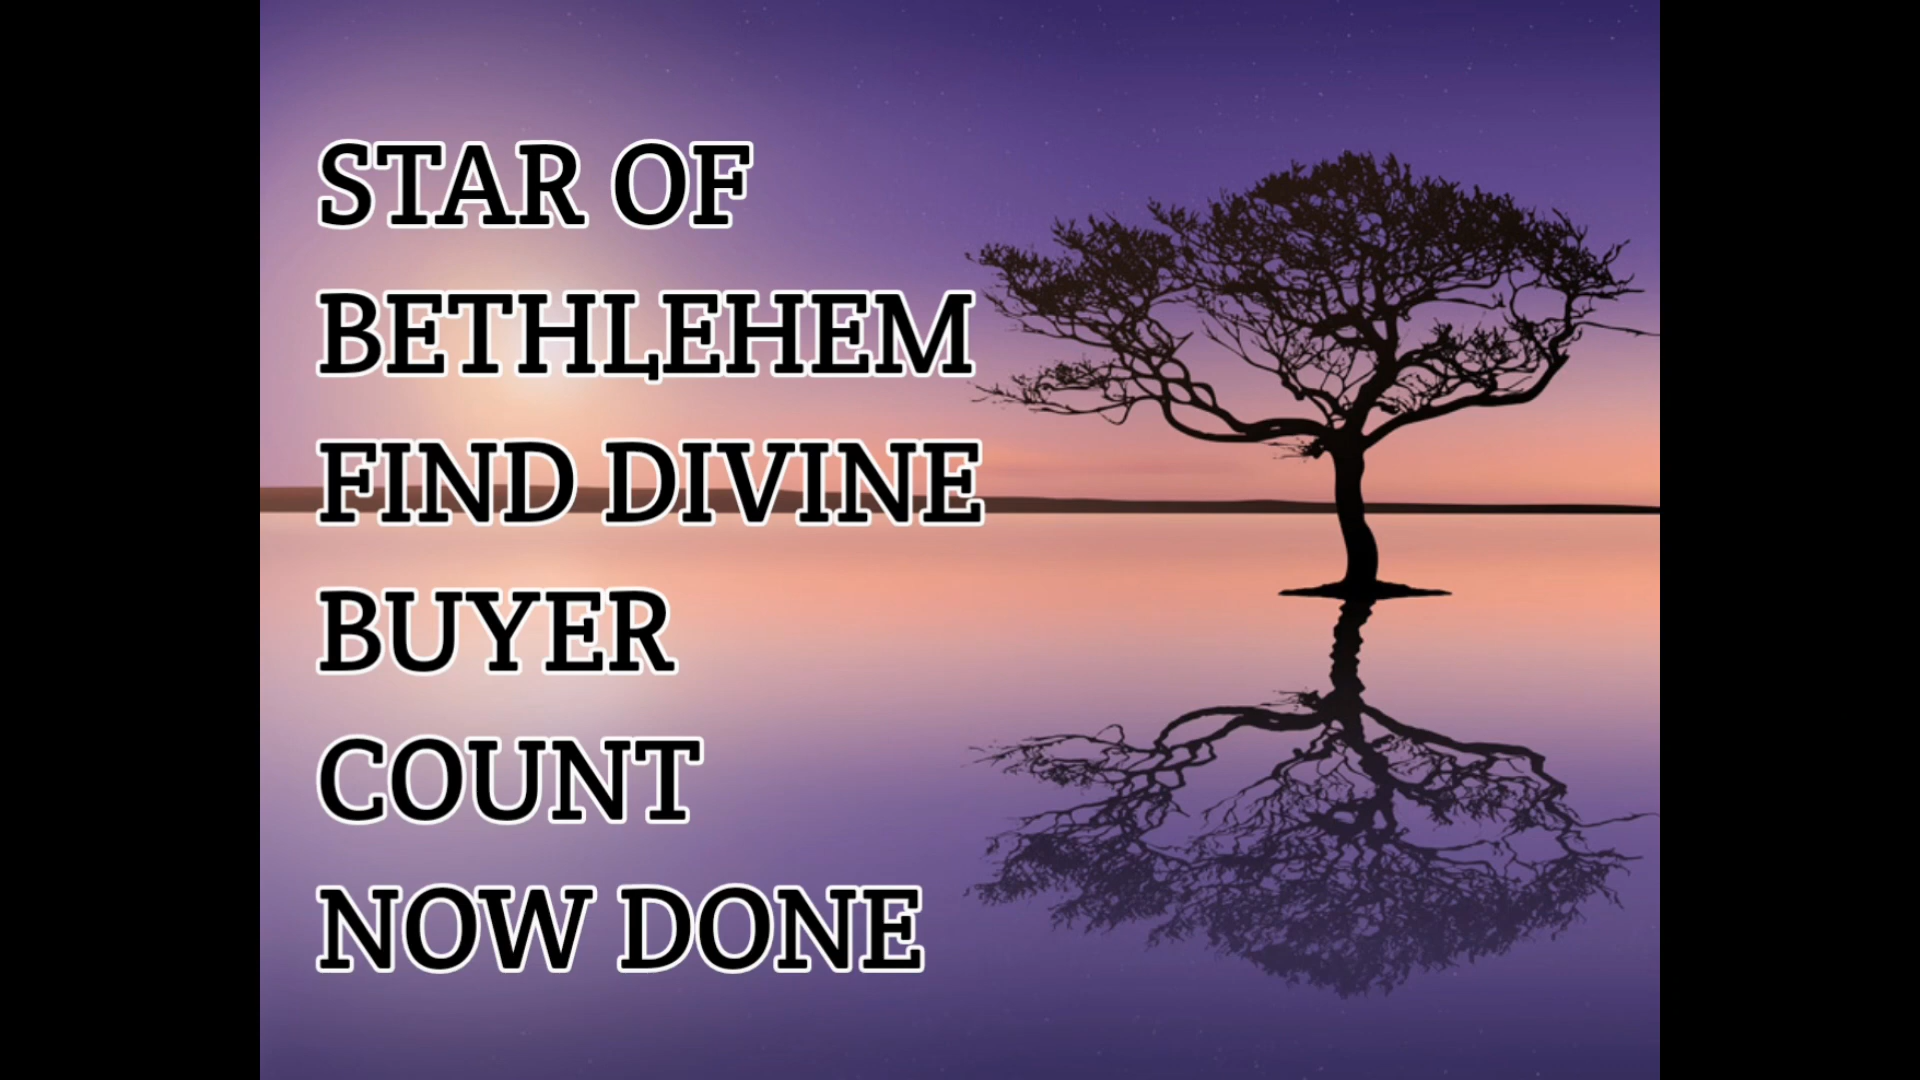 STAR OF
BETHLEHEM
FIND DIVINE
BUYER
COUNT
NOW DONE